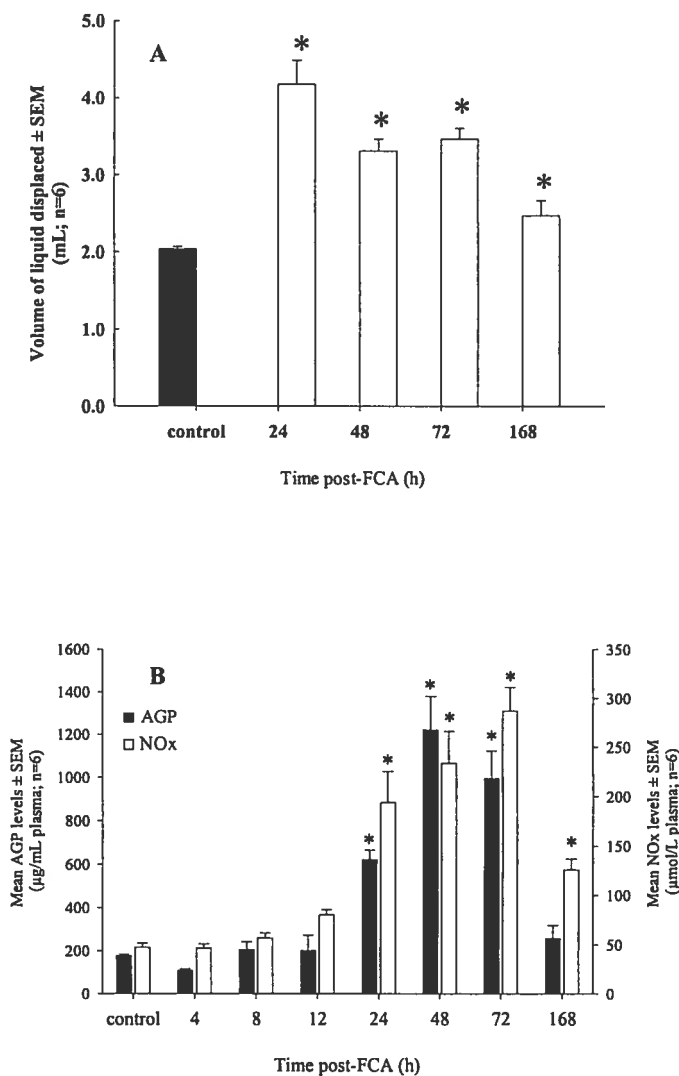 A
Volume of liquid displaced ± SEM
(mL; n=6)
5.0
4.0
3.0
2.0
1.0
0.0
*
*
*
*
control 24 48 72 168
Time post-FCA (h)
B
AGP
NOx
Mean AGP levels ± SEM
(µg/mL plasma; n=6)
1600
1400
1200
1000
800
600
400
200
0
*
*
*
*
*
*
*
350
300
250
200
150
100
50
0
Mean NOx levels ± SEM
(µmol/L plasma; n=6)
control 4 8 12 24 48 72 168
Time post-FCA (h)